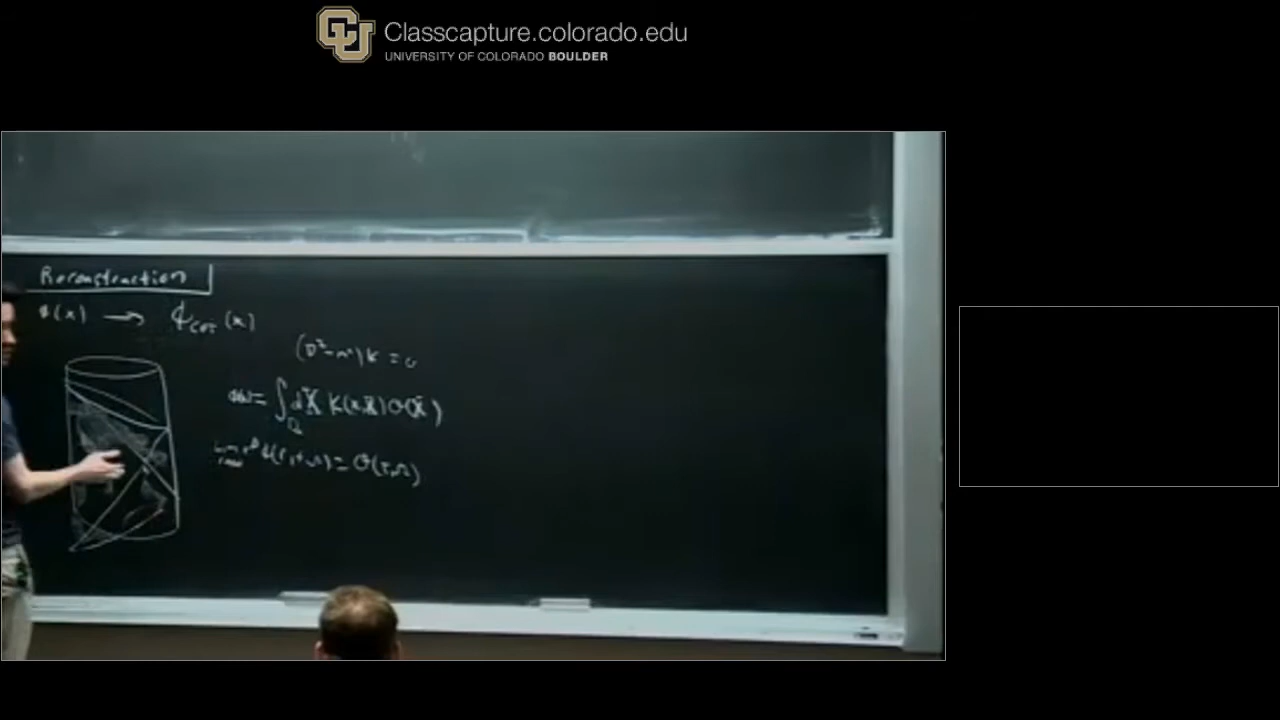 Classcapture.colorado.edu
UNIVERSITY OF COLORADO BOULDER
Reconstruction
φ(x) → φ_CFT(x)
(∇²-m²)K = 0
φ(x) = ∫ dX K(x,X) O(X)
φ(r,t,Ω) = O(t,Ω)